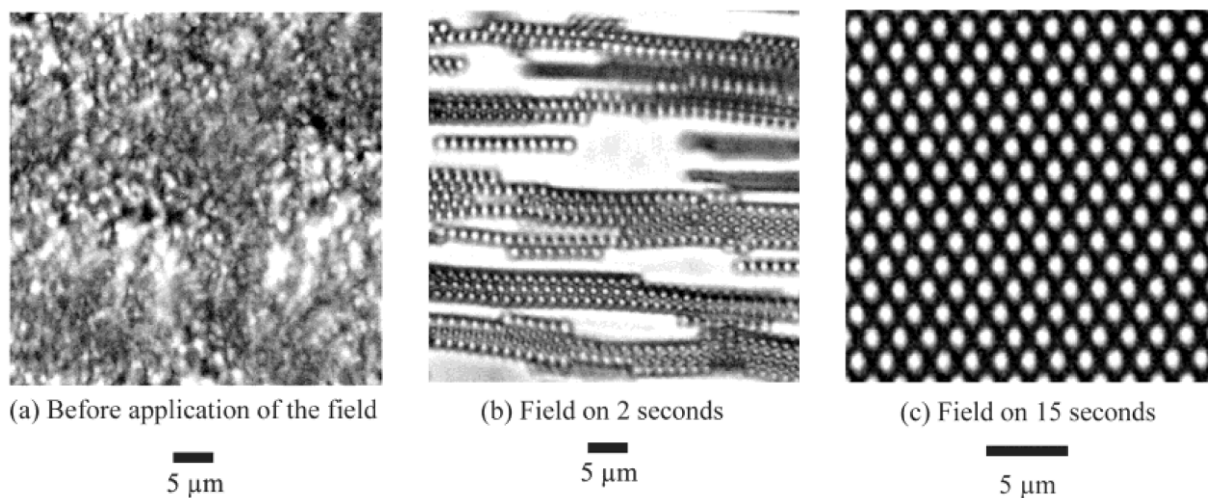 (a) Before application of the field
(b) Field on 2 seconds
(c) Field on 15 seconds
5 μm
5 μm
5 μm